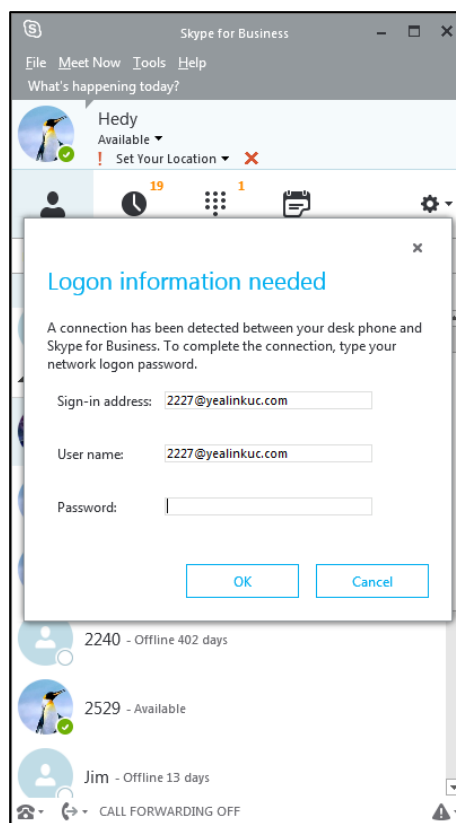 Skype for Business
File Meet Now Tools Help
What's happening today?
Hedy
Available
! Set Your Location
19 1
Logon information needed
A connection has been detected between your desk phone and
Skype for Business. To complete the connection, type your
network logon password.
Sign-in address: 2227@yealinkuc.com
User name: 2227@yealinkuc.com
Password:
OK Cancel
2240 - Offline 402 days
2529 - Available
Jim - Offline 13 days
CALL FORWARDING OFF